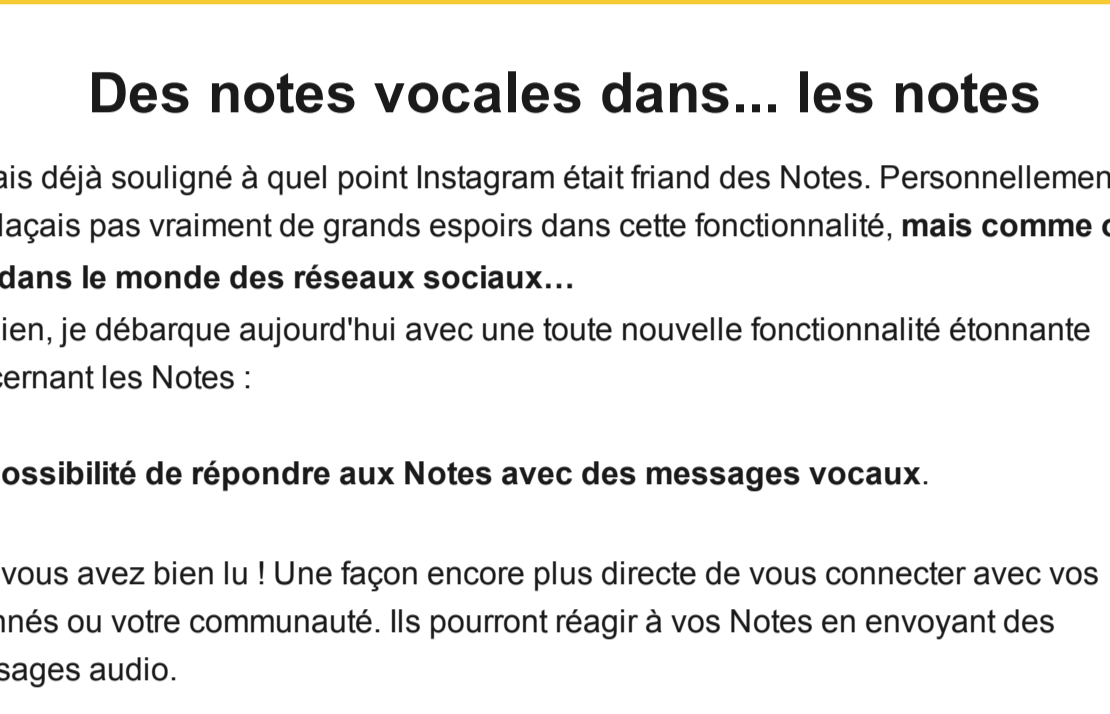 Des notes vocales dans... les notes
ais déjà souligné à quel point Instagram était friand des Notes. Personnellemen
laçais pas vraiment de grands espoirs dans cette fonctionnalité, mais comme
dans le monde des réseaux sociaux…
ien, je débarque aujourd'hui avec une toute nouvelle fonctionnalité étonnante
cernant les Notes :
ossibilité de répondre aux Notes avec des messages vocaux.
vous avez bien lu ! Une façon encore plus directe de vous connecter avec vos
nnés ou votre communauté. Ils pourront réagir à vos Notes en envoyant des
sages audio.